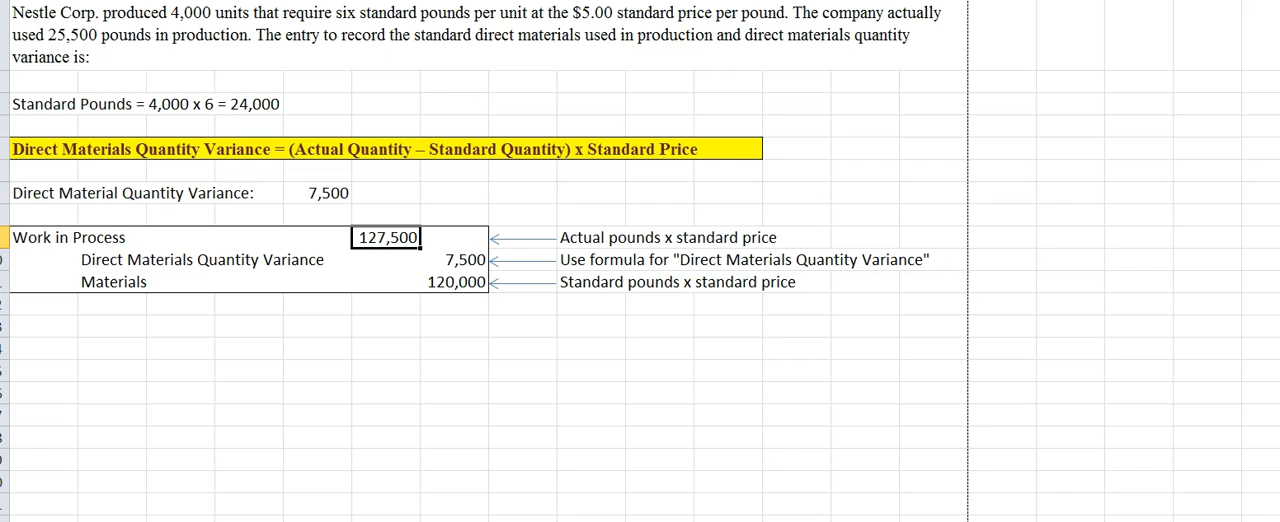 Nestle Corp. produced 4,000 units that require six standard pounds per unit at the $5.00 standard price per pound. The company actually
used 25,500 pounds in production. The entry to record the standard direct materials used in production and direct materials quantity
variance is:
Standard Pounds = 4,000 x 6 = 24,000
Direct Materials Quantity Variance = (Actual Quantity – Standard Quantity) x Standard Price
Direct Material Quantity Variance: 7,500
Work in Process 127,500 Actual pounds x standard price
Direct Materials Quantity Variance 7,500 Use formula for "Direct Materials Quantity Variance"
Materials 120,000 Standard pounds x standard price